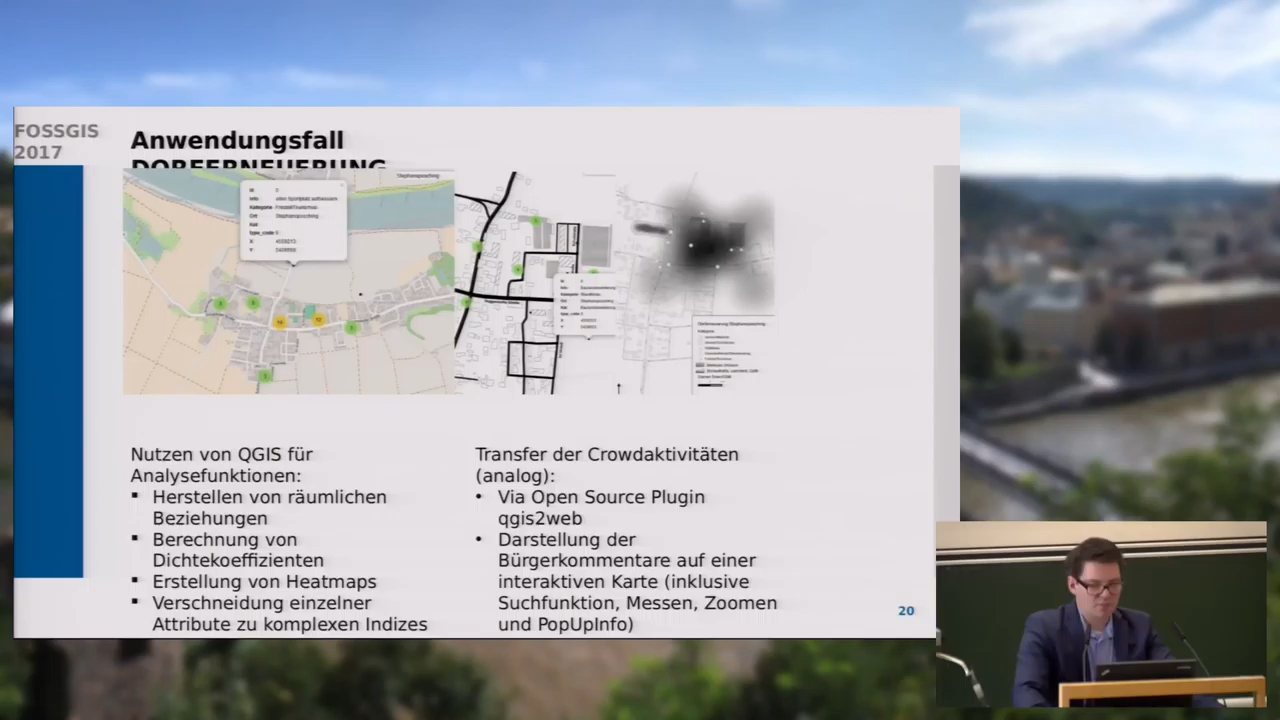 FOSSGIS
2017
Anwendungsfall
DORFERNEUERUNG
Stephansposching
Nutzen von QGIS für
Analysefunktionen:
▪ Herstellen von räumlichen
Beziehungen
▪ Berechnung von
Dichtekoeffizienten
▪ Erstellung von Heatmaps
▪ Verschneidung einzelner
Attribute zu komplexen Indizes
Transfer der Crowdaktivitäten
(analog):
• Via Open Source Plugin
qgis2web
• Darstellung der
Bürgerkommentare auf einer
interaktiven Karte (inklusive
Suchfunktion, Messen, Zoomen
und PopUpInfo)
20